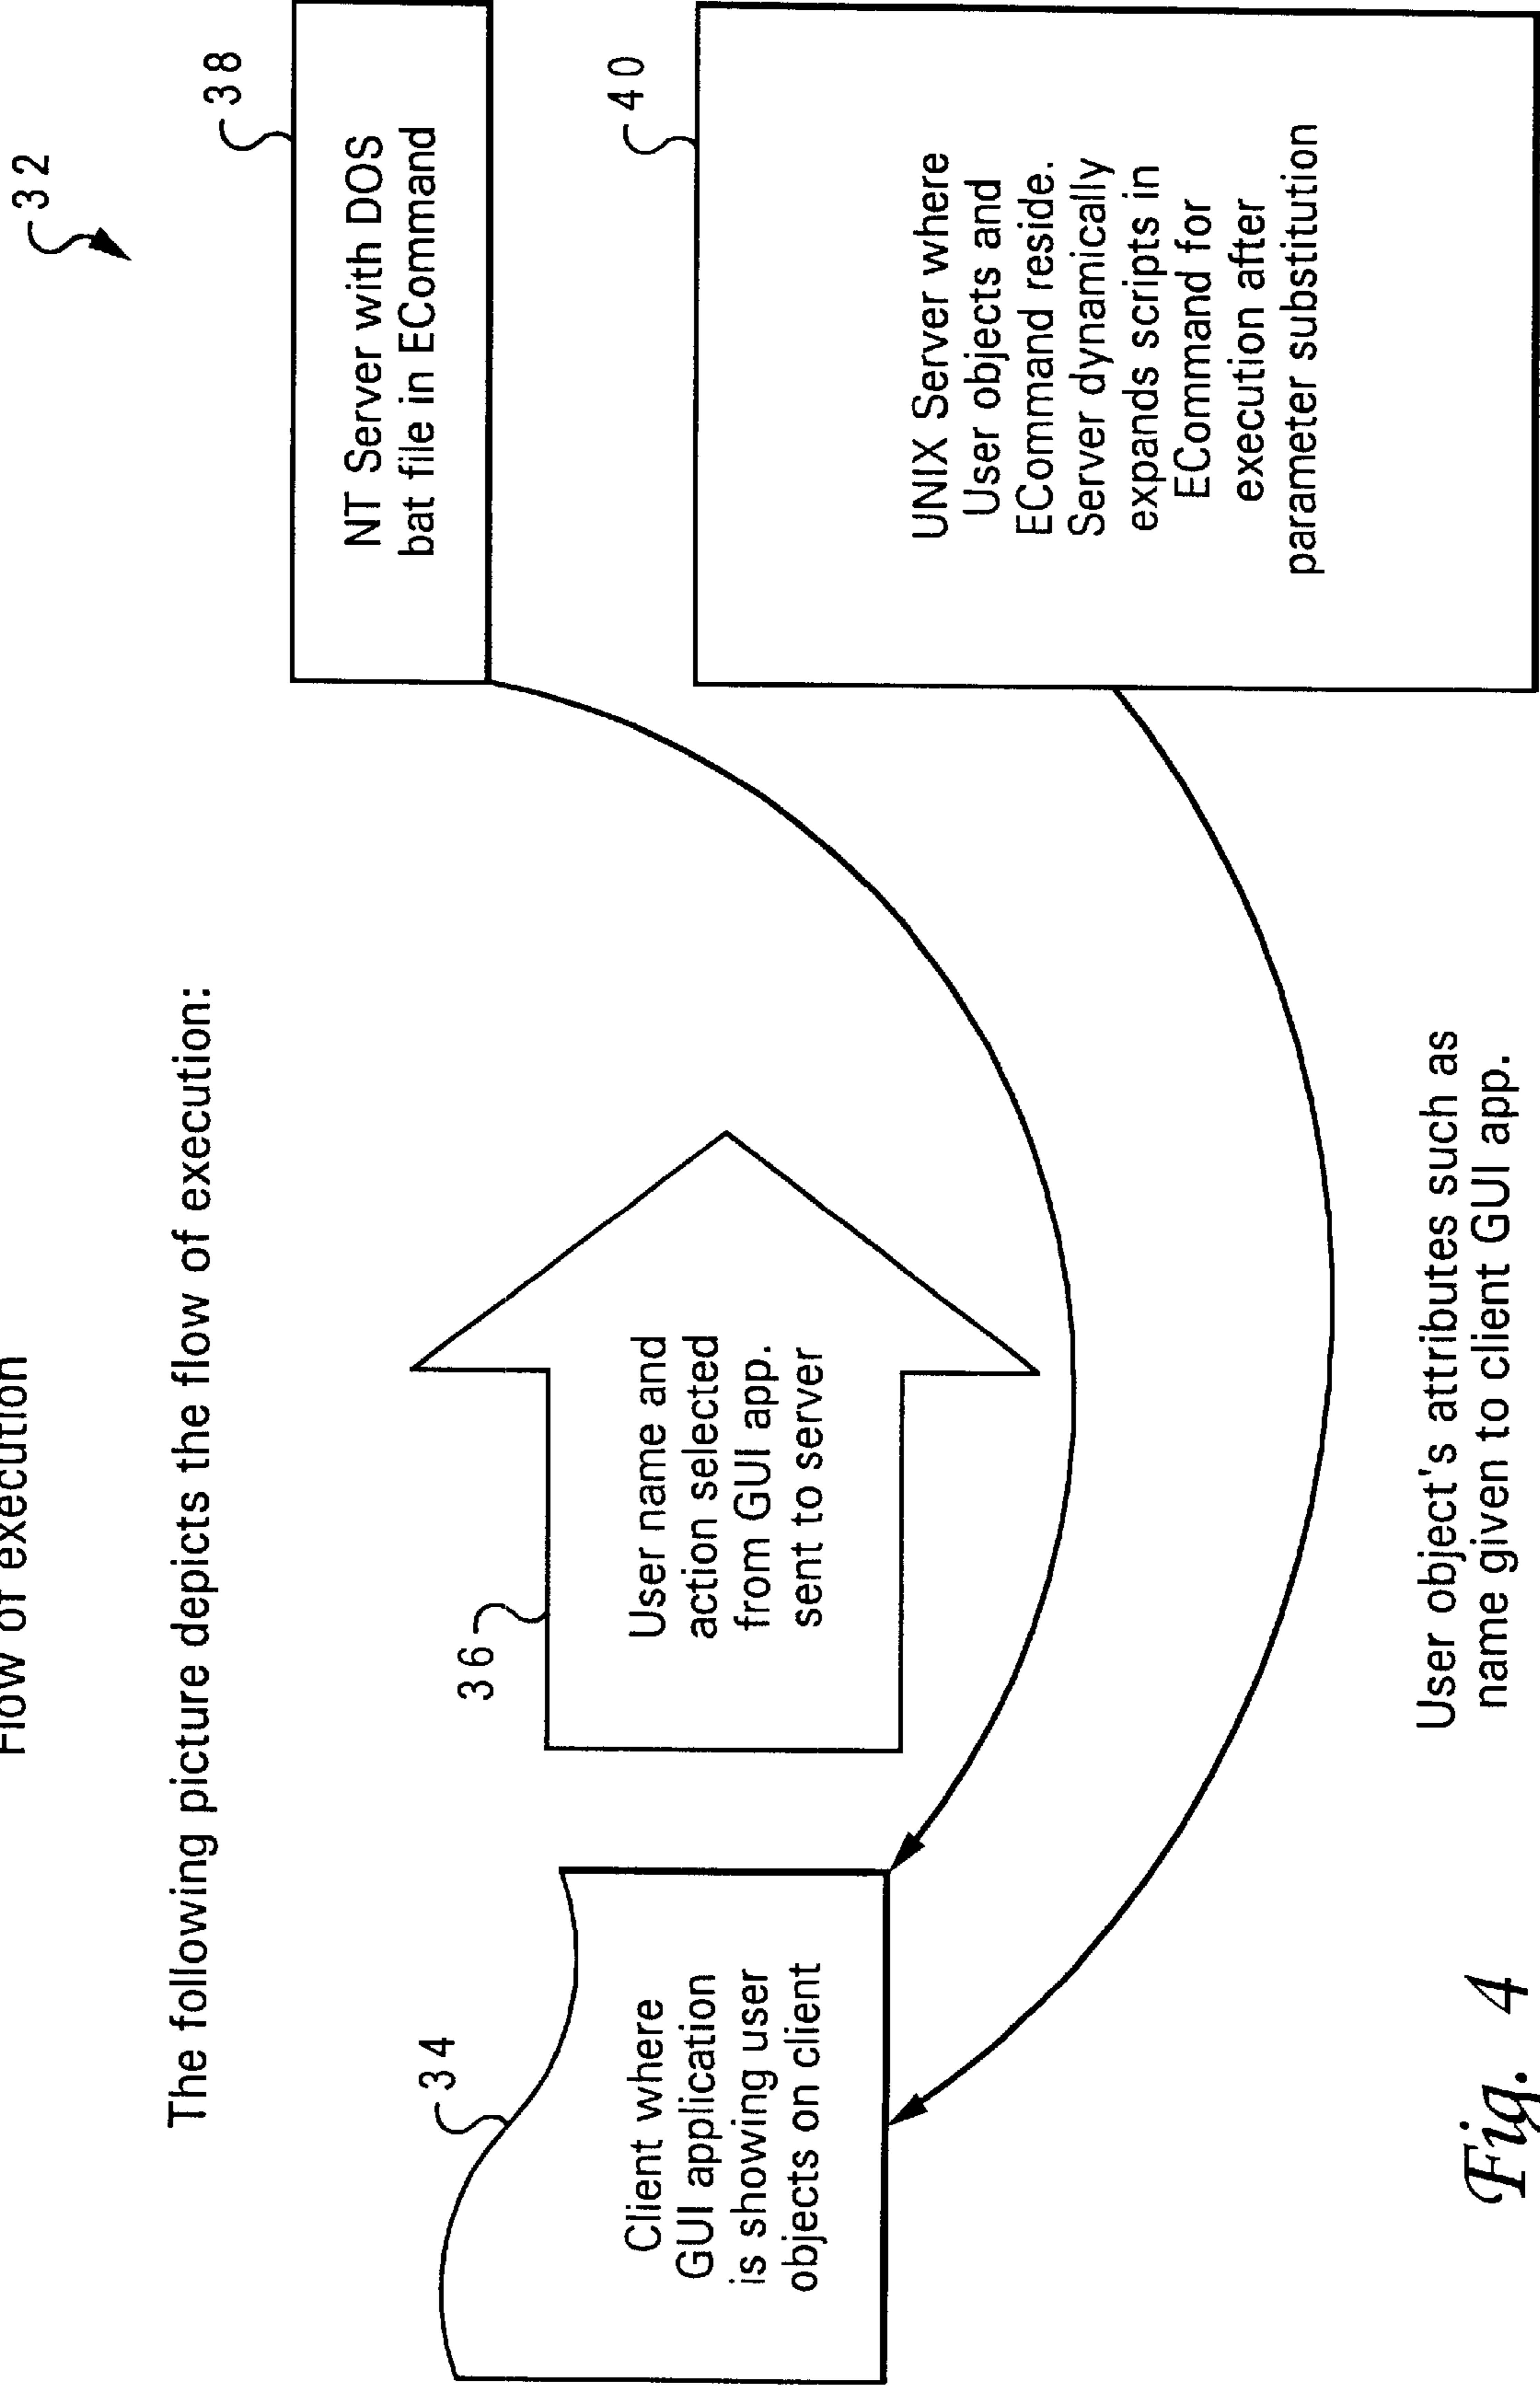 Flow of execution
32
The following picture depicts the flow of execution:
38
NT Server with DOS
bat file in ECommand
34
Client where
GUI application
is showing user
objects on client
36
User name and
action selected
from GUI app.
sent to server
40
UNIX Server where
User objects and
ECommand reside.
Server dynamically
expands scripts in
ECommand for
execution after
parameter substitution
User object's attributes such as
name given to client GUI app.
Fig. 4